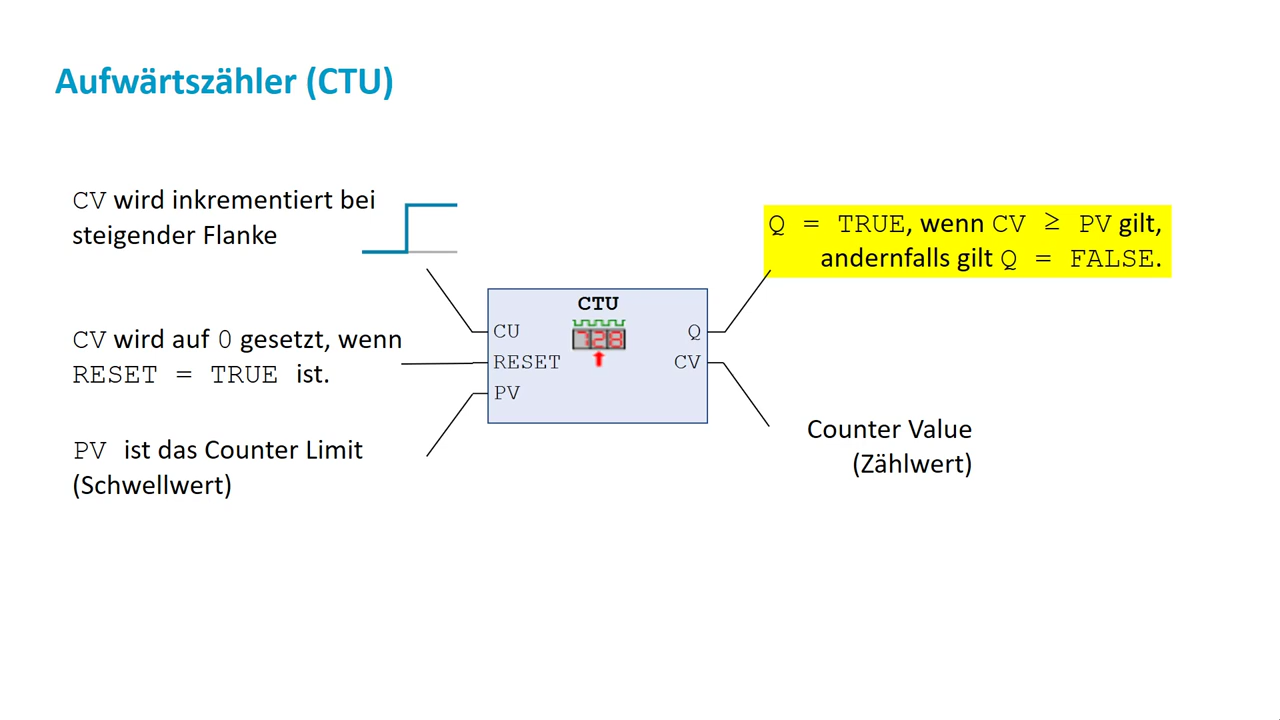 Aufwärtszähler (CTU)
CV wird inkrementiert bei
steigender Flanke
Q = TRUE, wenn CV ≥ PV gilt,
andernfalls gilt Q = FALSE.
CTU
728
CU
Q
CV wird auf 0 gesetzt, wenn
RESET = TRUE ist.
RESET
CV
PV
PV ist das Counter Limit
(Schwellwert)
Counter Value
(Zählwert)